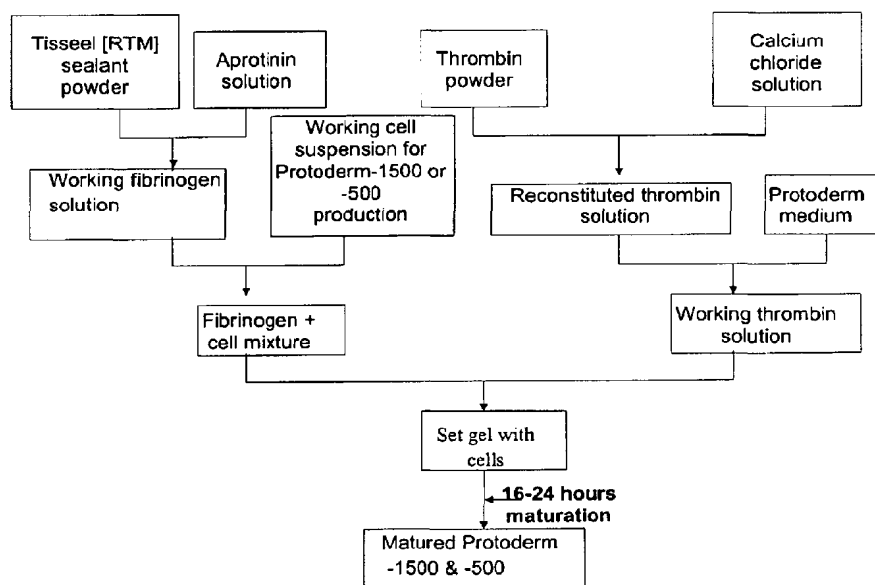 Tisseel [RTM]
sealant
powder
Aprotinin
solution
Thrombin
powder
Calcium
chloride
solution
Working fibrinogen
solution
Working cell
suspension for
Protoderm-1500 or
-500
production
Reconstituted thrombin
solution
Protoderm
medium
Fibrinogen +
cell mixture
Working thrombin
solution
Set gel with
cells
16-24 hours
maturation
Matured Protoderm
-1500 & -500